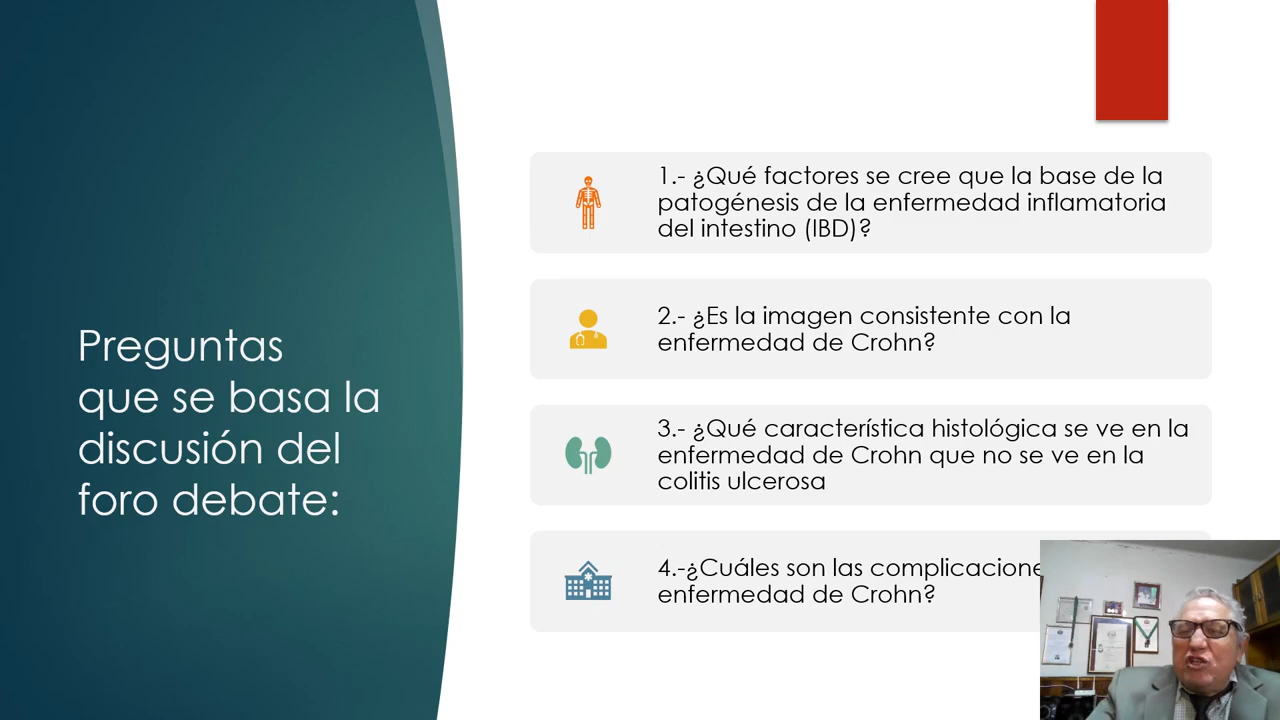 Preguntas
que se basa la
discusión del
foro debate:
1.- ¿Qué factores se cree que la base de la
patogénesis de la enfermedad inflamatoria
del intestino (IBD)?
2.- ¿Es la imagen consistente con la
enfermedad de Crohn?
3.- ¿Qué característica histológica se ve en la
enfermedad de Crohn que no se ve en la
colitis ulcerosa
4.-¿Cuáles son las complicacione
enfermedad de Crohn?